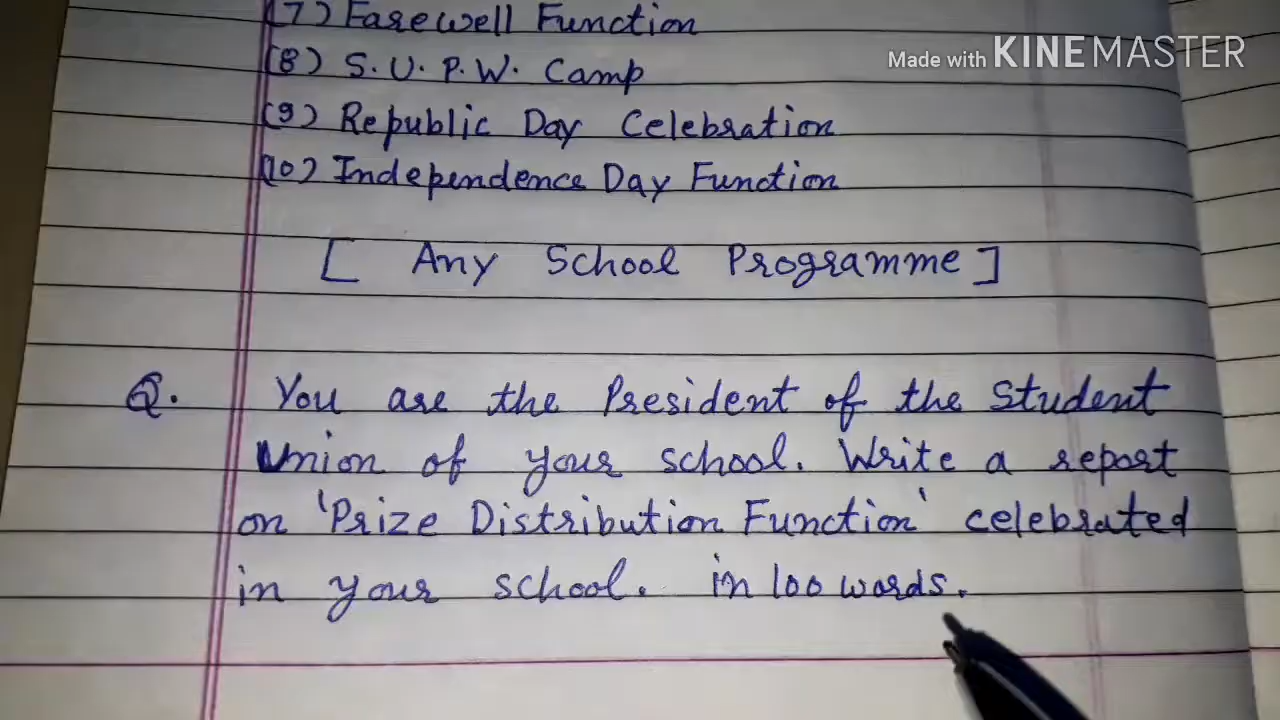 (7) Farewell Function
Made with KINEMASTER
(8) S.U.P.W. Camp
(9) Republic Day Celebration
(10) Independence Day Function
[ Any School Programme ]
Q. You are the President of the Student
Union of your school. Write a report
on 'Prize Distribution Function' celebrated
in your school. in 100 words.